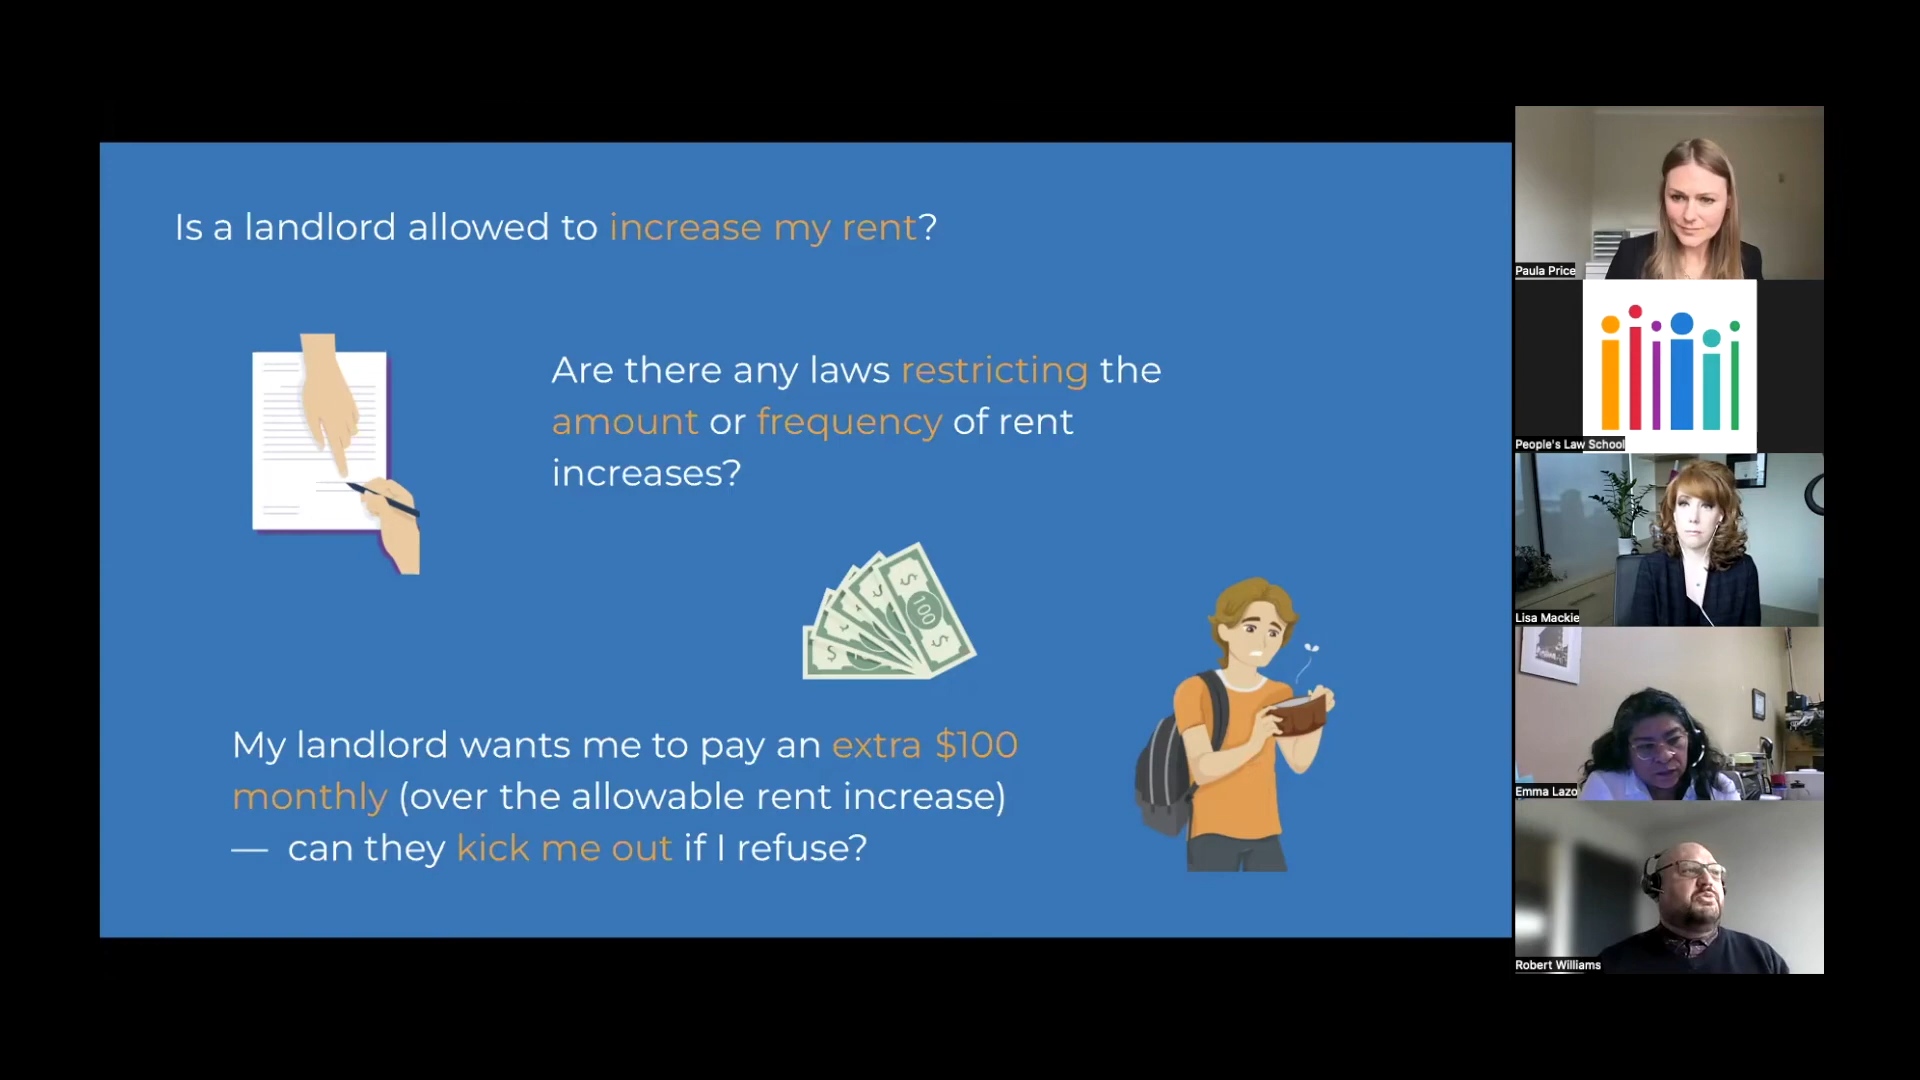 Is a landlord allowed to increase my rent?
Are there any laws restricting the
amount or frequency of rent
increases?
$
$
100
$
$
My landlord wants me to pay an extra $100
monthly (over the allowable rent increase)
— can they kick me out if I refuse?
Paula Price
People's Law School
Lisa Mackie
Emma Lazo
Robert Williams